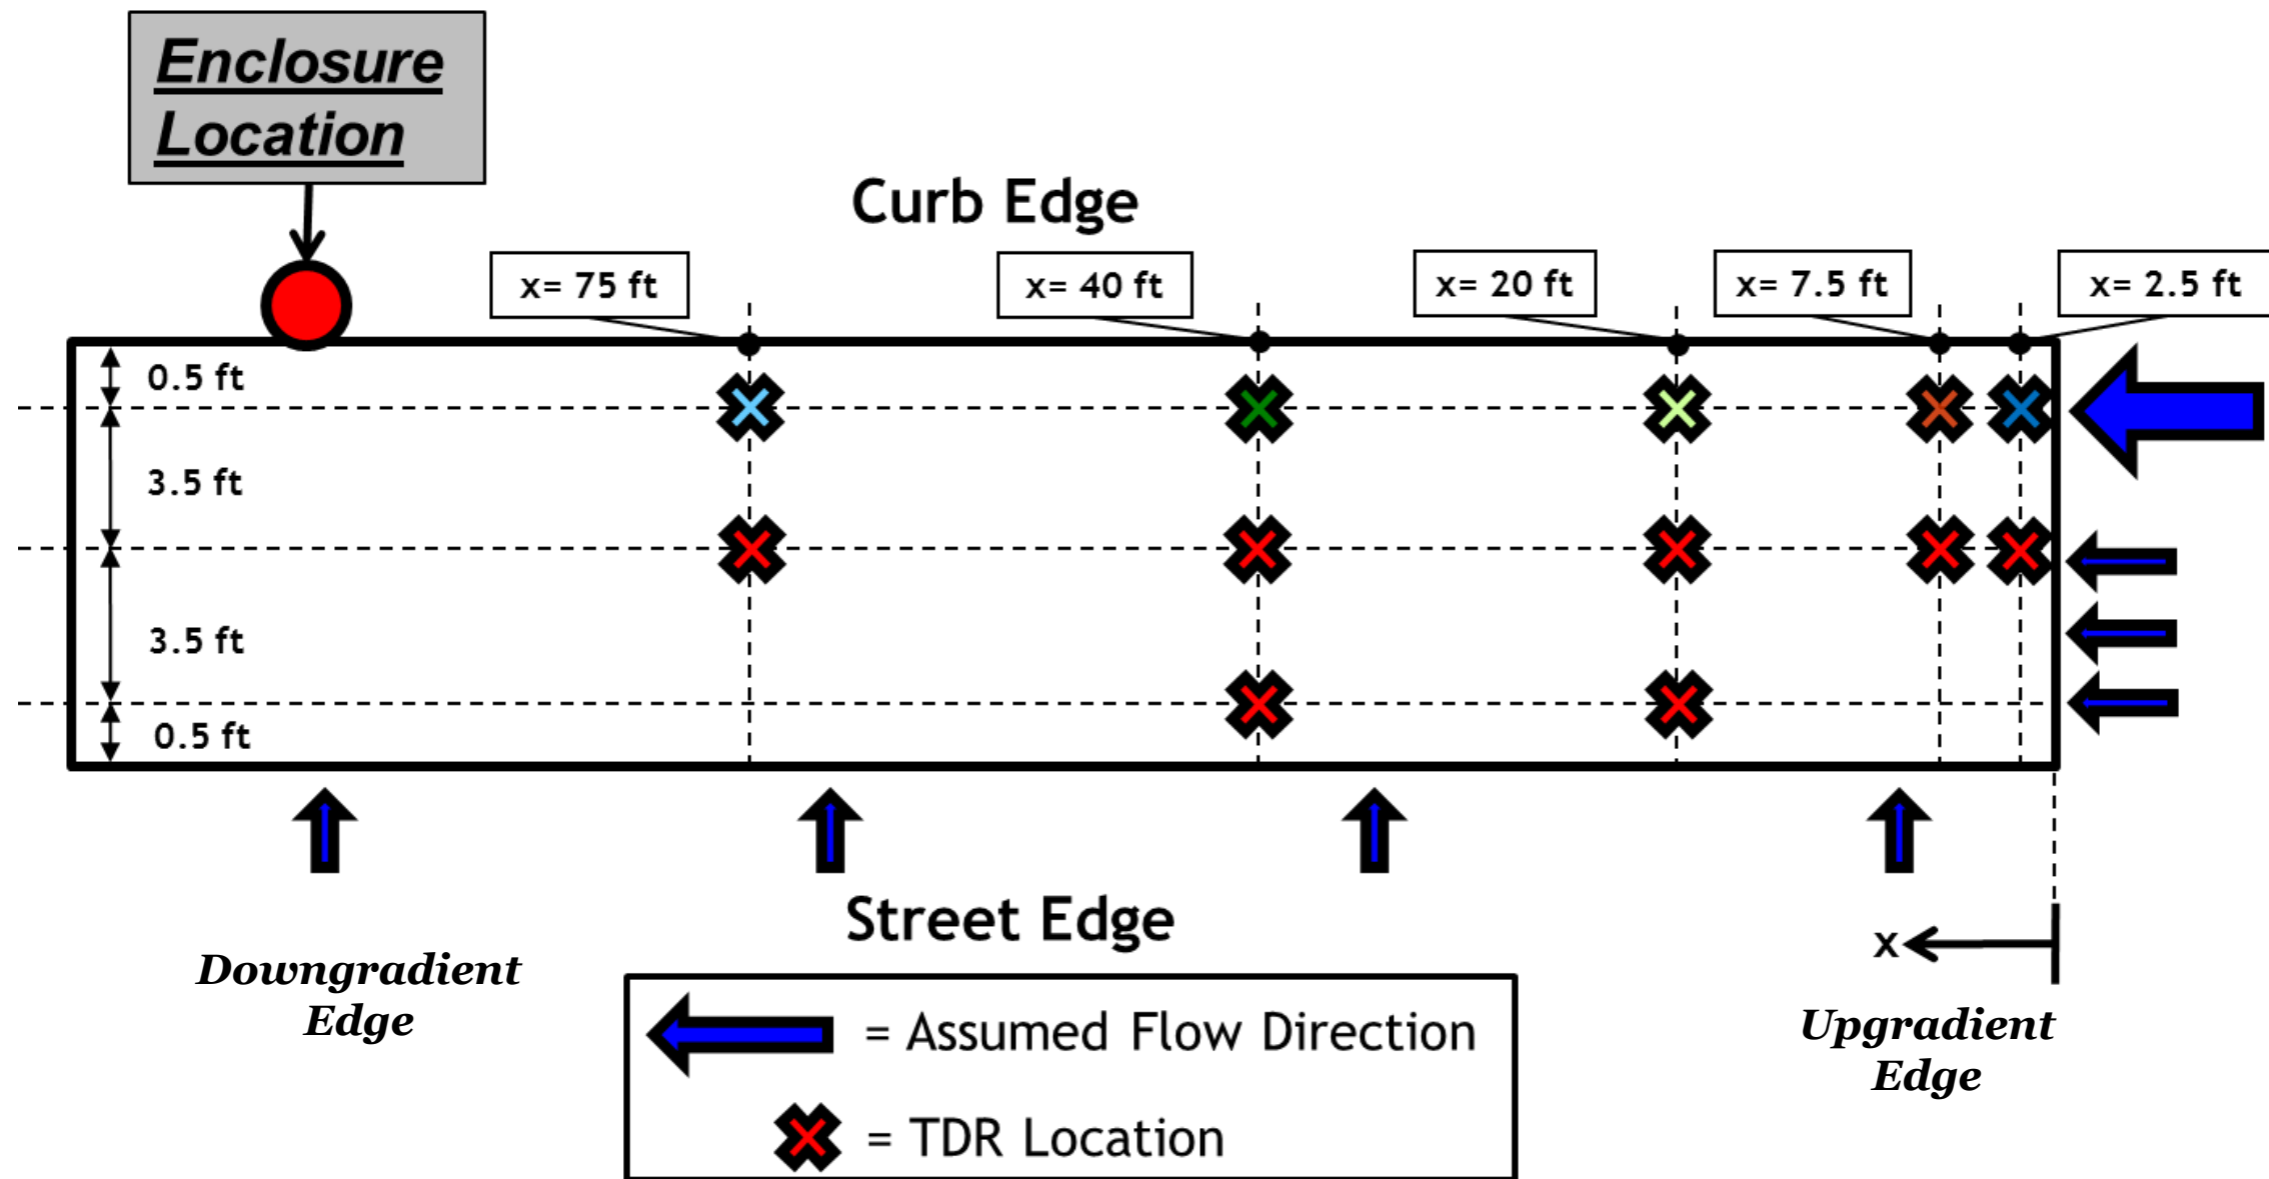 Enclosure
Location
Curb Edge
x= 75 ft
x= 40 ft
x= 20 ft
x= 7.5 ft
x= 2.5 ft
0.5 ft
3.5 ft
3.5 ft
0.5 ft
Street Edge
x
Downgradient
Edge
Upgradient
Edge
= Assumed Flow Direction
= TDR Location